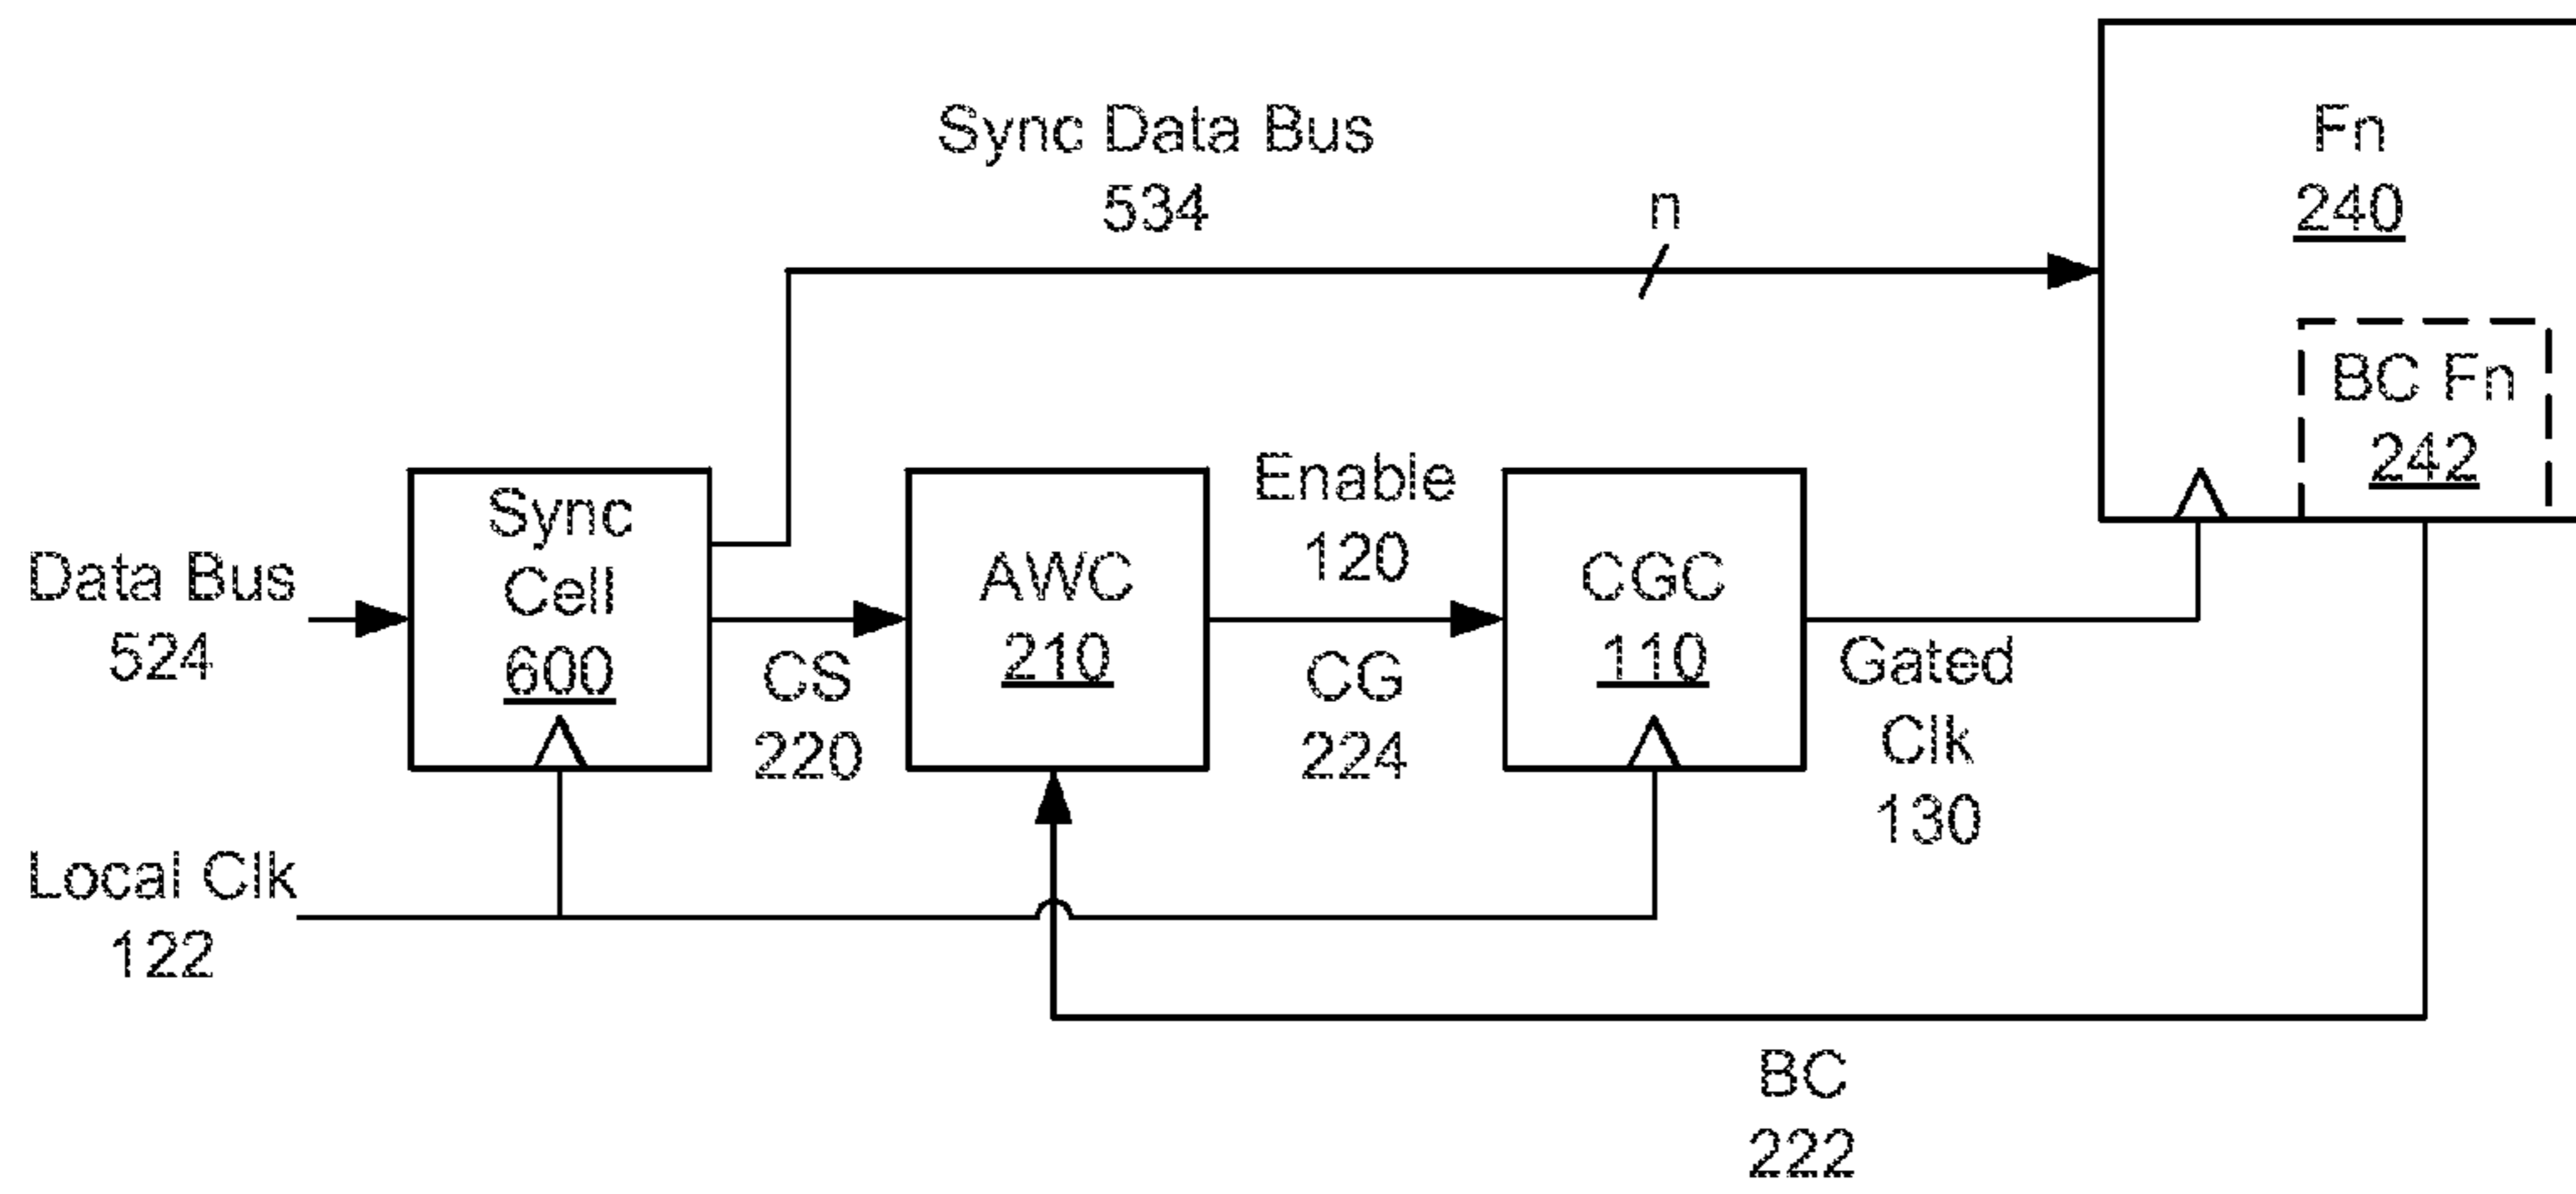 Sync Data Bus
534
n
Fn
240
BC Fn
242
Data Bus
524
Sync
Cell
600
CS
220
AWC
210
Enable
120
CG
224
CGC
110
Gated
Clk
130
Local Clk
122
BC
222